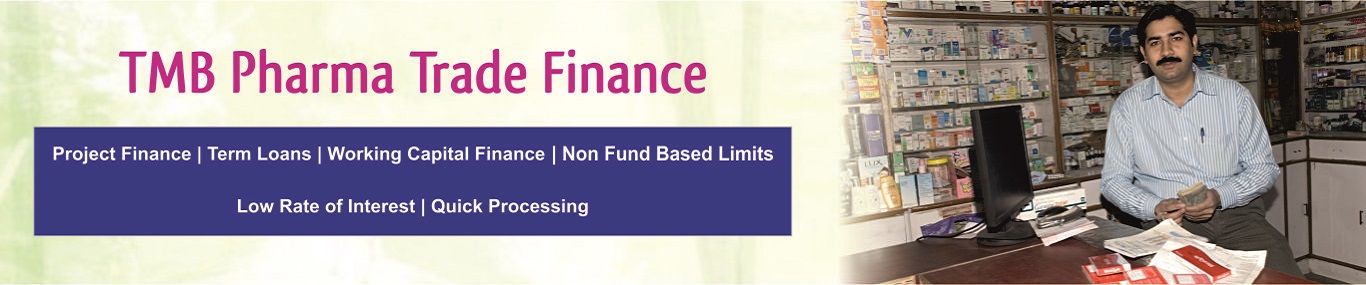 TMB Pharma Trade Finance
Project Finance | Term Loans | Working Capital Finance | Non Fund Based Limits
Low Rate of Interest | Quick Processing
LUX